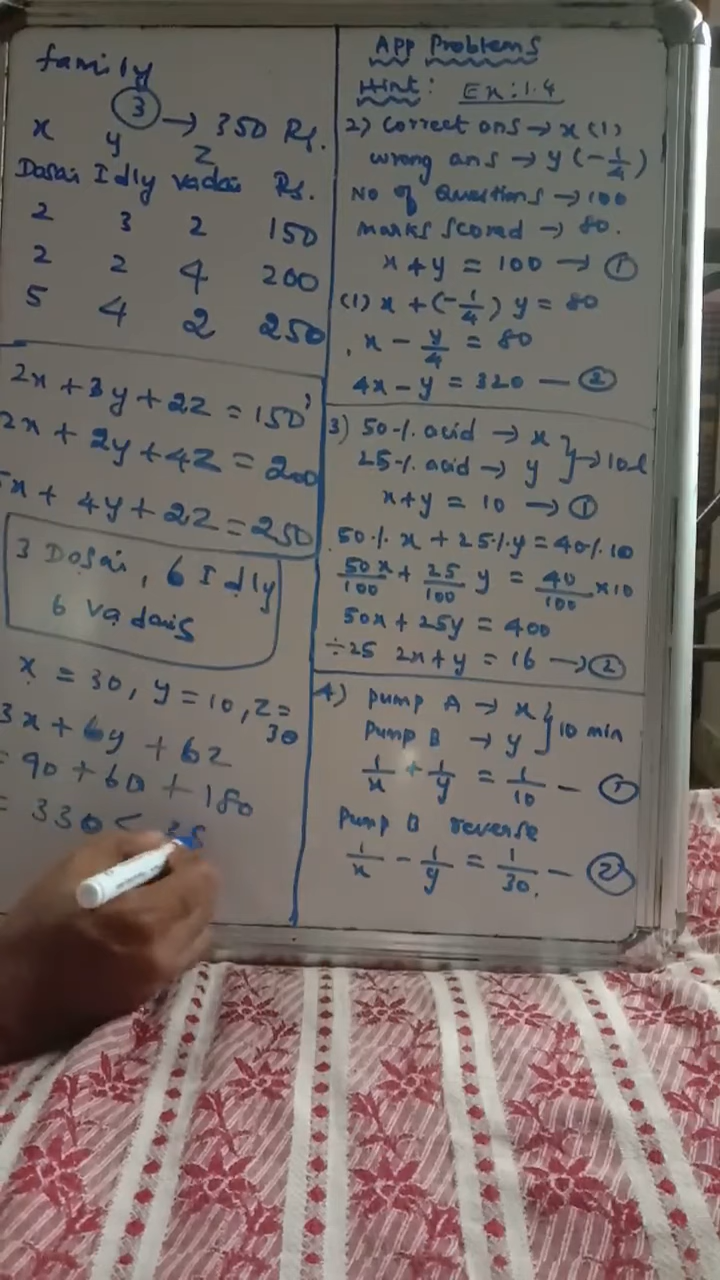 family
③ → 350 Rs.
x y z
Dosai Idly vadai Rs.
2 3 2 150
2 2 4 200
5 4 2 250
2x + 3y + 2z = 150
2x + 2y + 4z = 200
5x + 4y + 2z = 250
3 Dosai, 6 Idly
6 vadais
x = 30, y = 10, z = 30
3x + 6y + 6z
= 90 + 60 + 180
= 330 < 35
App Problems
Hint: Ex: 1.4
2) correct ans → x (1)
wrong ans → y (-1/4)
No of Questions → 100
marks scored → 80.
x + y = 100 → ①
(1) x + (-1/4) y = 80
x - y/4 = 80
4x - y = 320 — ②
3) 50% acid → x
25% acid → y } → 10 l
x + y = 10 → ①
50% x + 25% y = 40% 10
50x/100 + 25/100 y = 40/100 × 10
50x + 25y = 400
÷25 2x + y = 16 → ②
4) Pump A → x
Pump B → y } 10 min
1/x + 1/y = 1/10 — ①
Pump B reverse
1/x - 1/y = 1/30. — ②